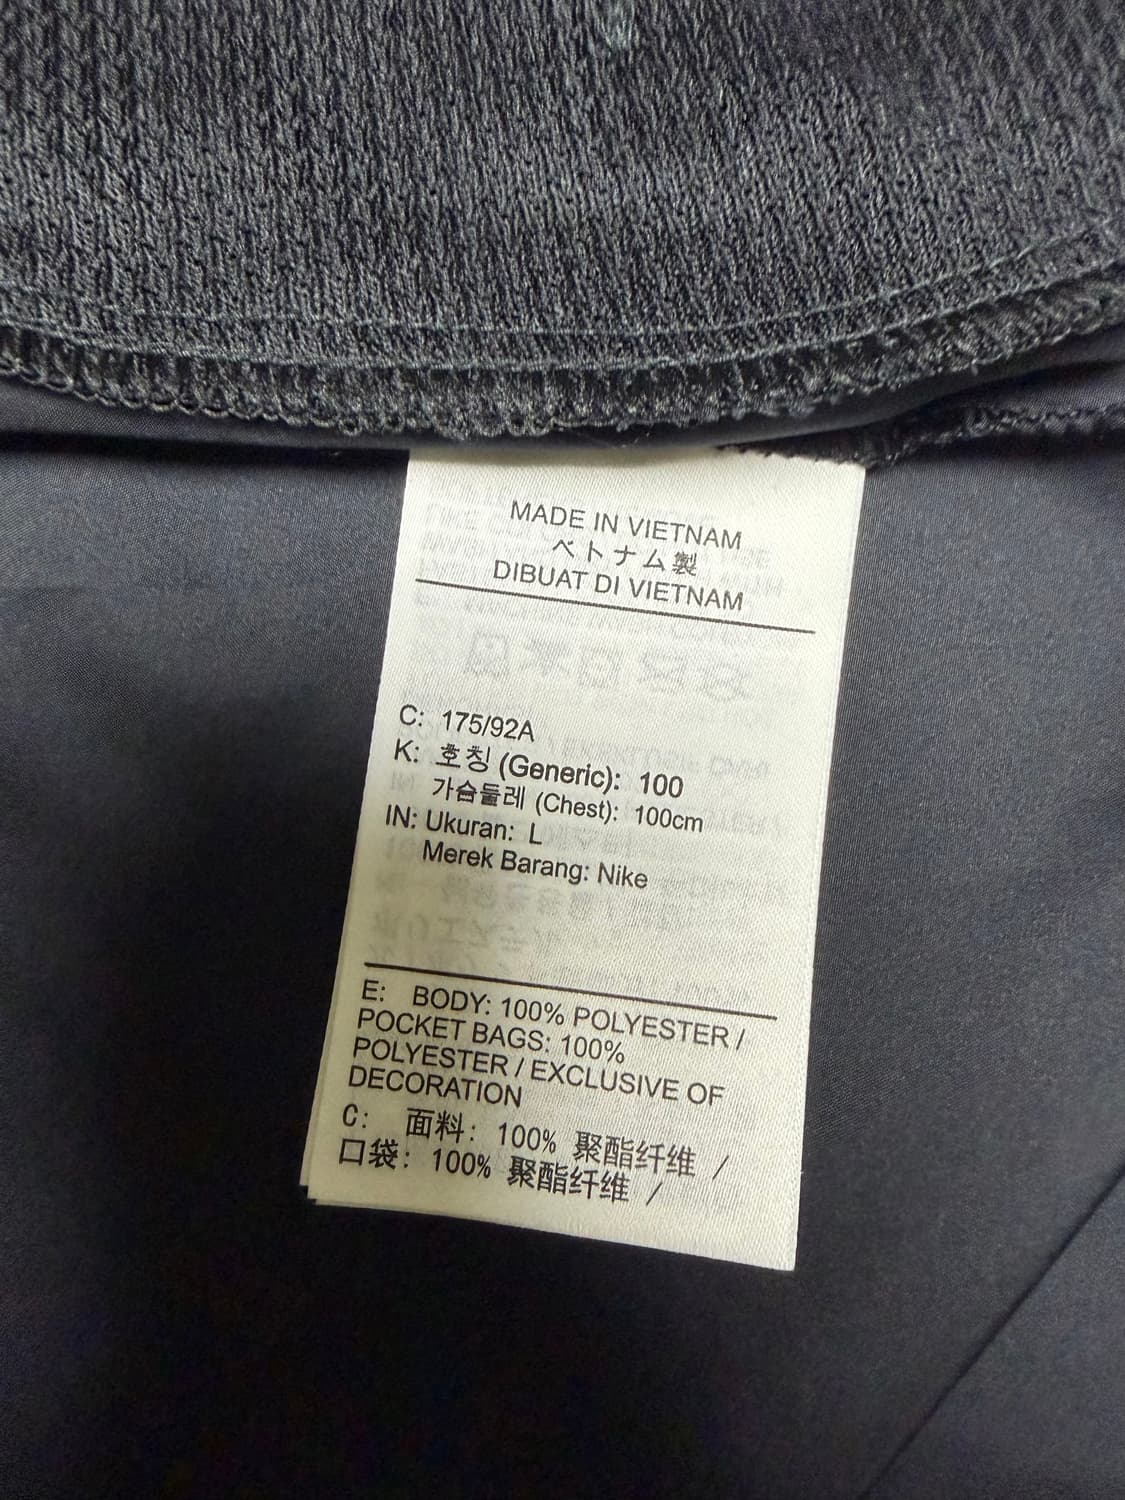 MADE IN VIETNAM
ベトナム製
DIBUAT DI VIETNAM
C: 175/92A
K: 호칭 (Generic): 100
가슴둘레 (Chest): 100cm
IN: Ukuran: L
Merek Barang: Nike
E: BODY: 100% POLYESTER /
POCKET BAGS: 100%
POLYESTER / EXCLUSIVE OF
DECORATION
C: 面料: 100% 聚酯纤维 /
口袋: 100% 聚酯纤维 /